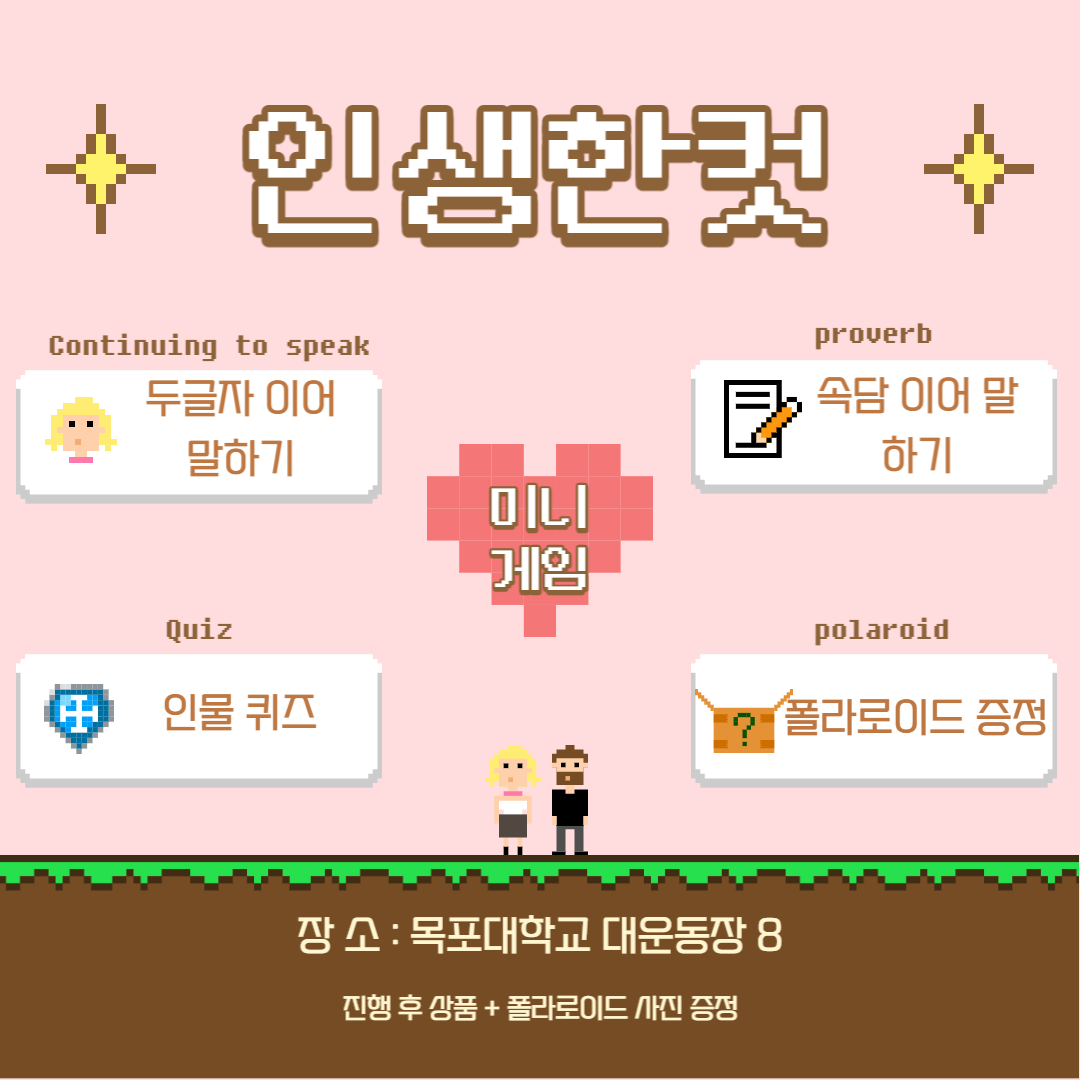 인생한컷
Continuing to speak
두글자 이어
말하기
proverb
속담 이어 말
하기
미니
게임
Quiz
인물 퀴즈
polaroid
?
폴라로이드 증정
장 소 : 목포대학교 대운동장 8
진행 후 상품 + 폴라로이드 사진 증정